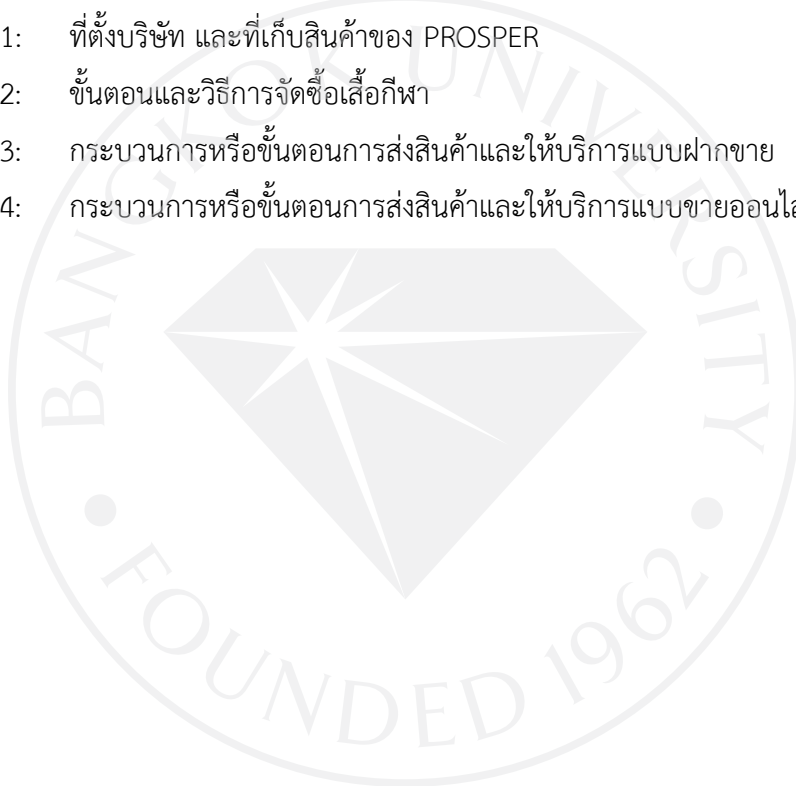 1: ที่ตั้งบริษัท และที่เก็บสินค้าของ PROSPER
2: ขั้นตอนและวิธีการจัดซื้อเสื้อกีฬา
3: กระบวนการหรือขั้นตอนการส่งสินค้าและให้บริการแบบฝากขาย
4: กระบวนการหรือขั้นตอนการส่งสินค้าและให้บริการแบบขายออนไล
BANGKOK UNIVERSITY
FOUNDED 1962